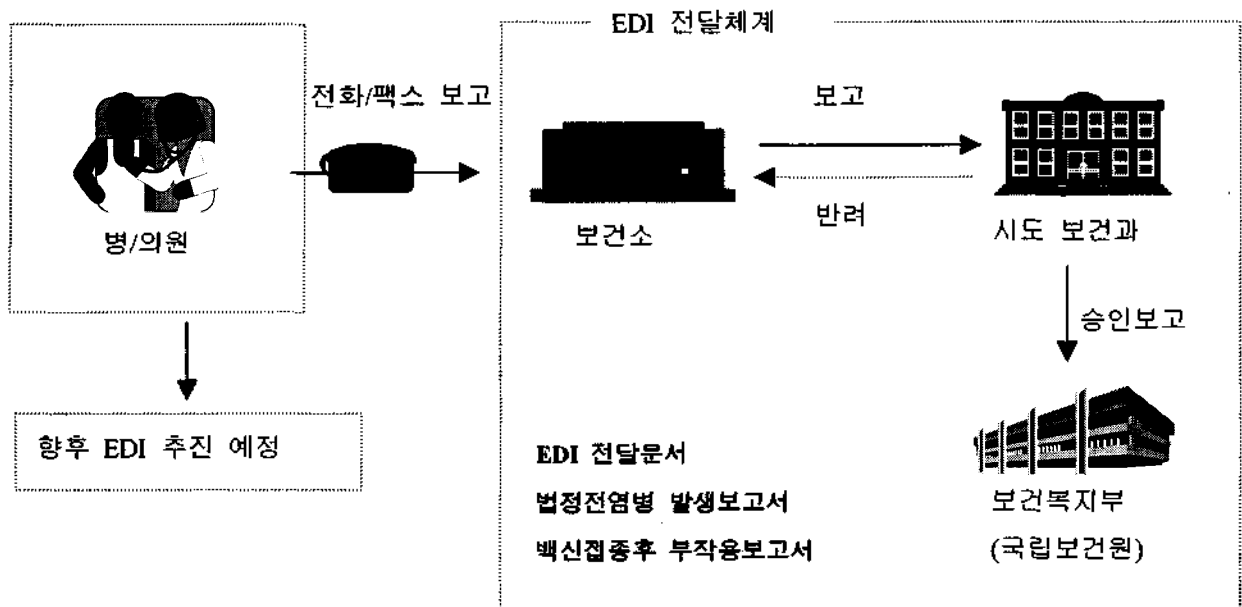 EDI 전달체계
전화/팩스 보고
보고
반려
병/의원
보건소
시도 보건과
승인보고
향후 EDI 추진 예정
EDI 전달문서
법정전염병 발생보고서
백신접종후 부작용보고서
보건복지부
(국립보건원)